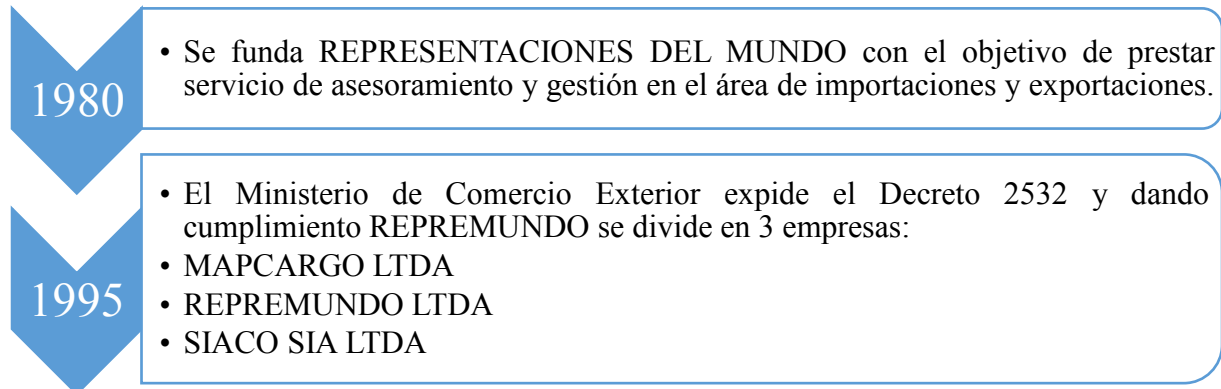 1980
• Se funda REPRESENTACIONES DEL MUNDO con el objetivo de prestar
servicio de asesoramiento y gestión en el área de importaciones y exportaciones.
1995
• El Ministerio de Comercio Exterior expide el Decreto 2532 y dando
cumplimiento REPREMUNDO se divide en 3 empresas:
• MAPCARGO LTDA
• REPREMUNDO LTDA
• SIACO SIA LTDA